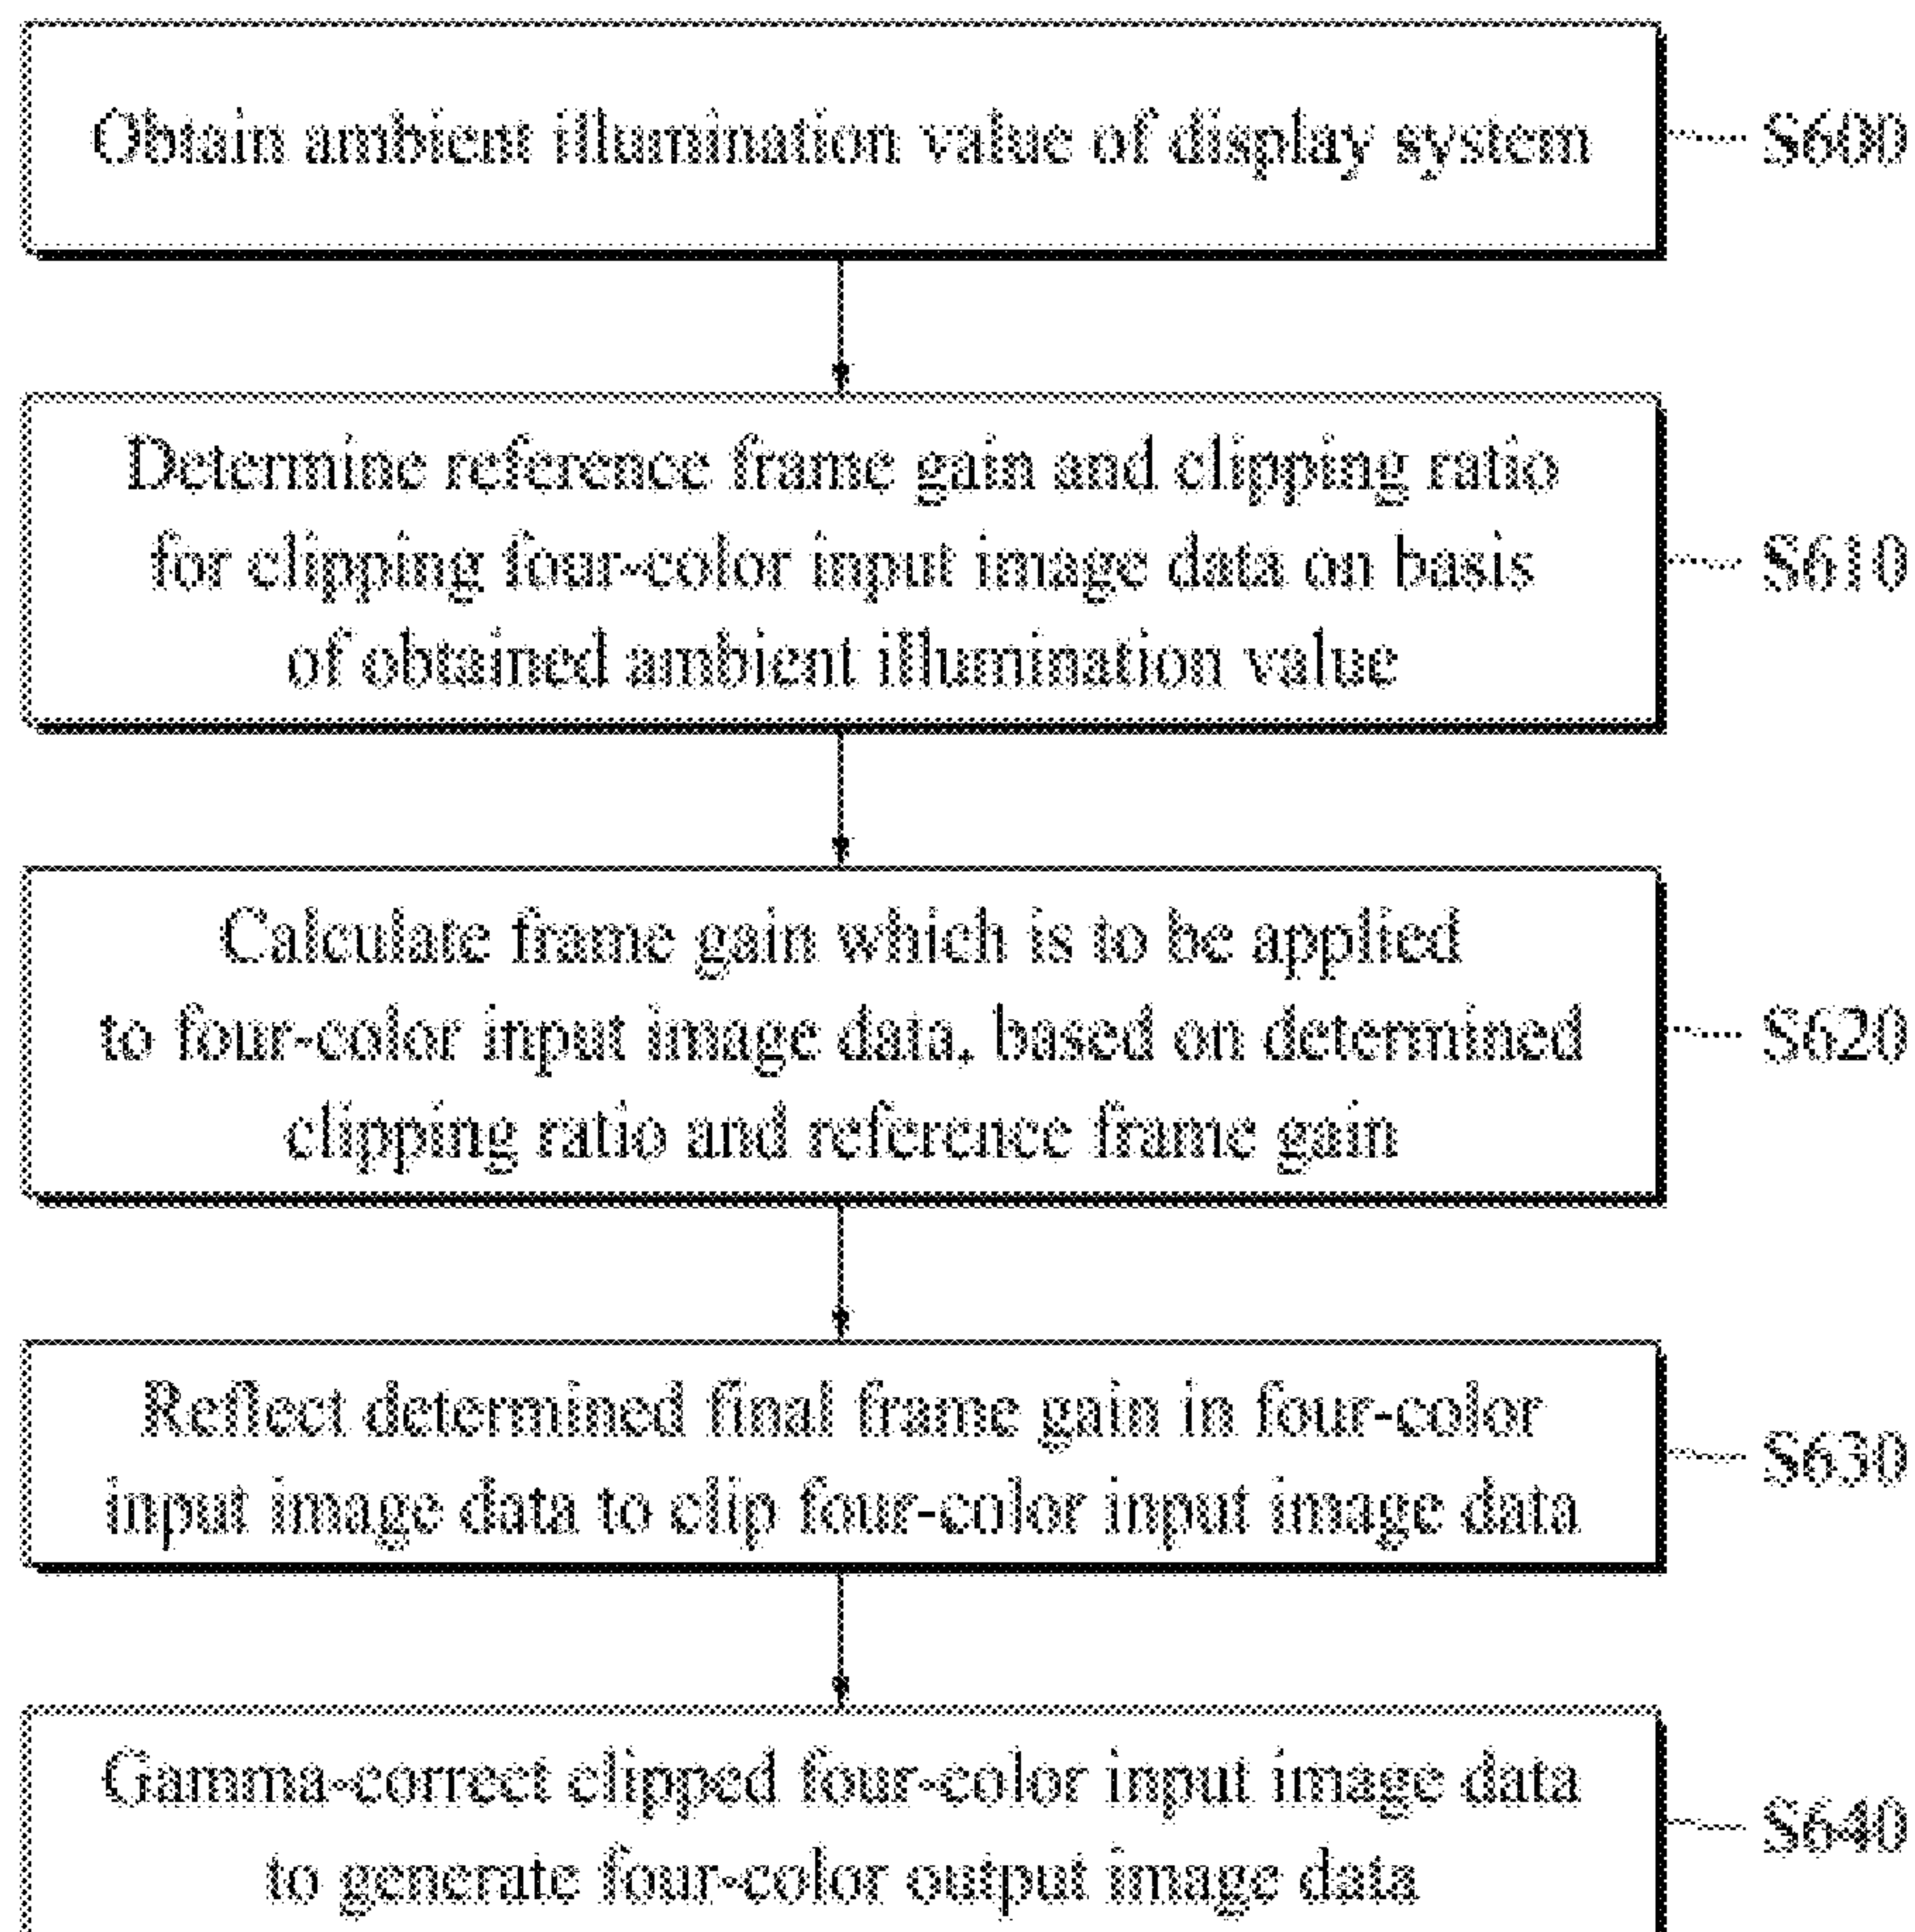 Obtain ambient illumination value of display system
S600
Determine reference frame gain and clipping ratio
for clipping four-color input image data on basis
of obtained ambient illumination value
S610
Calculate frame gain which is to be applied
to four-color input image data, based on determined
clipping ratio and reference frame gain
S620
Reflect determined final frame gain in four-color
input image data to clip four-color input image data
S630
Gamma-correct clipped four-color input image data
to generate four-color output image data
S640